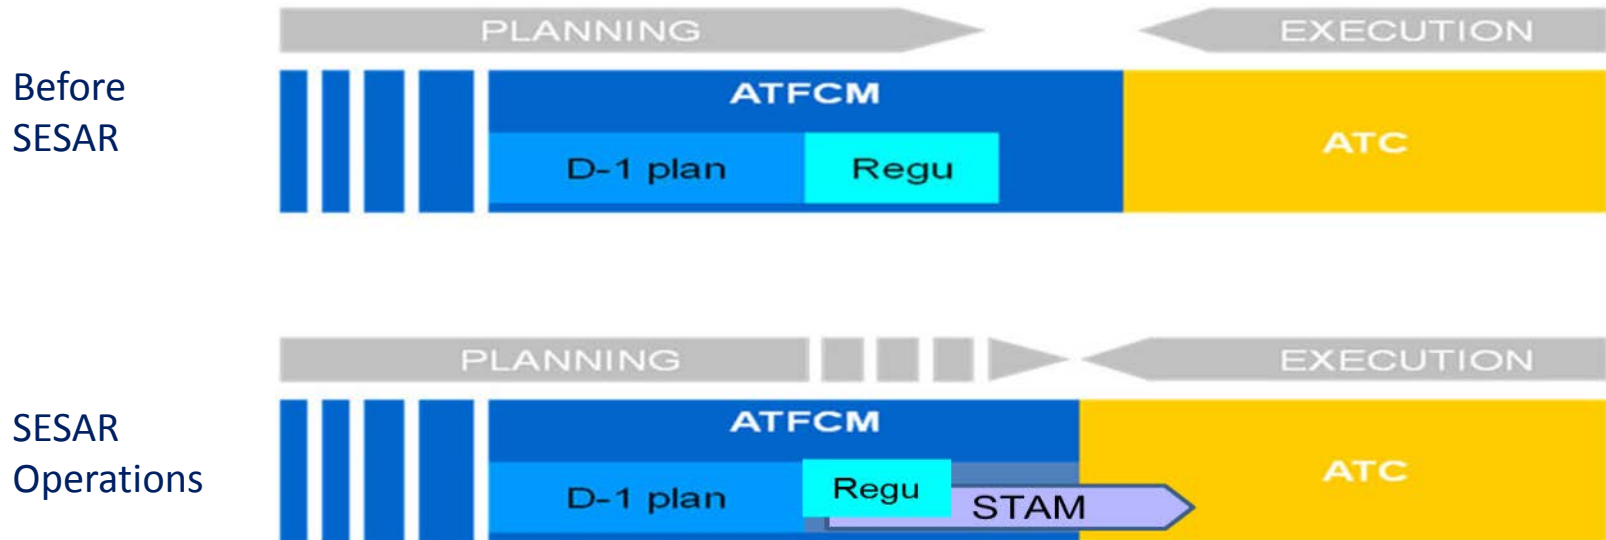 PLANNING
EXECUTION
Before
SESAR
ATFCM
D-1 plan
Regu
ATC
PLANNING
EXECUTION
SESAR
Operations
ATFCM
D-1 plan
Regu
STAM
ATC